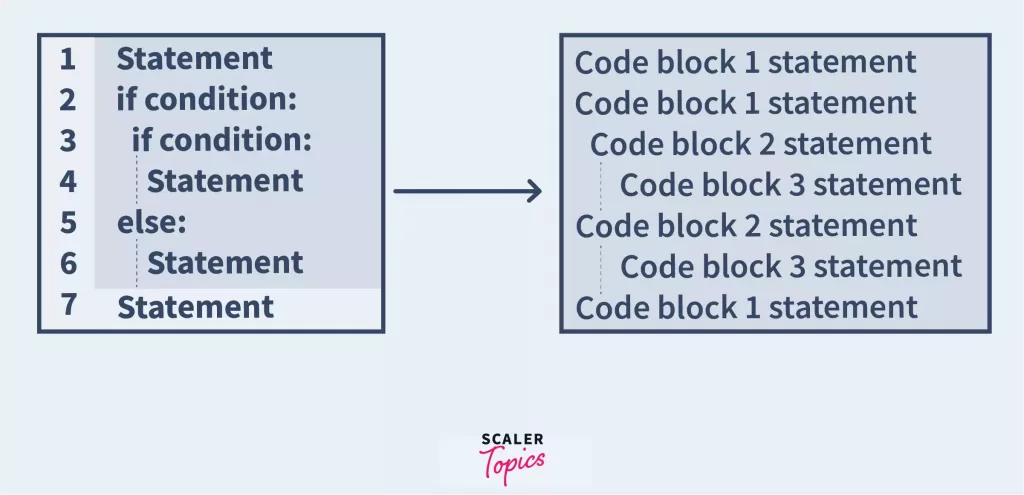 1 Statement
2 if condition:
3 if condition:
4 Statement
5 else:
6 Statement
7 Statement
Code block 1 statement
Code block 1 statement
Code block 2 statement
Code block 3 statement
Code block 2 statement
Code block 3 statement
Code block 1 statement
SCALER
Topics